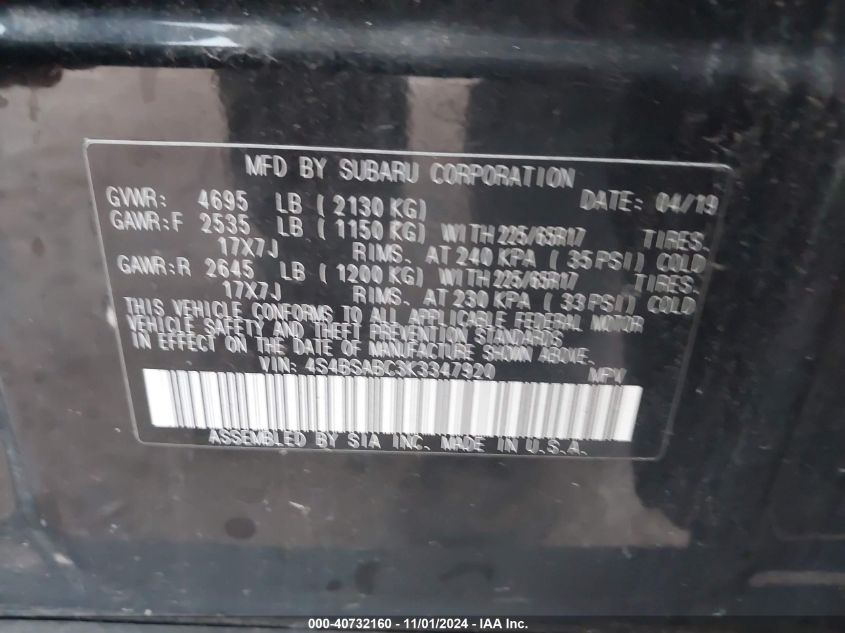 MFD BY SUBARU CORPORATION
GVWR: 4695 LB ( 2130 KG) DATE: 04/19
GAWR:F 2535 LB ( 1150 KG) WITH 225/65R17 TIRES,
17X7J RIMS, AT 240 KPA ( 35 PSI) COLD
GAWR:R 2645 LB ( 1200 KG) WITH 225/65R17 TIRES,
17X7J RIMS, AT 230 KPA ( 33 PSI) COLD
THIS VEHICLE CONFORMS TO ALL APPLICABLE FEDERAL MOTOR
VEHICLE SAFETY AND THEFT PREVENTION STANDARDS
IN EFFECT ON THE DATE OF MANUFACTURE SHOWN ABOVE.
VIN: 4S4BSABC3K3347920 MPV
ASSEMBLED BY SIA INC. MADE IN U.S.A.
000-40732160 - 11/01/2024 - IAA Inc.